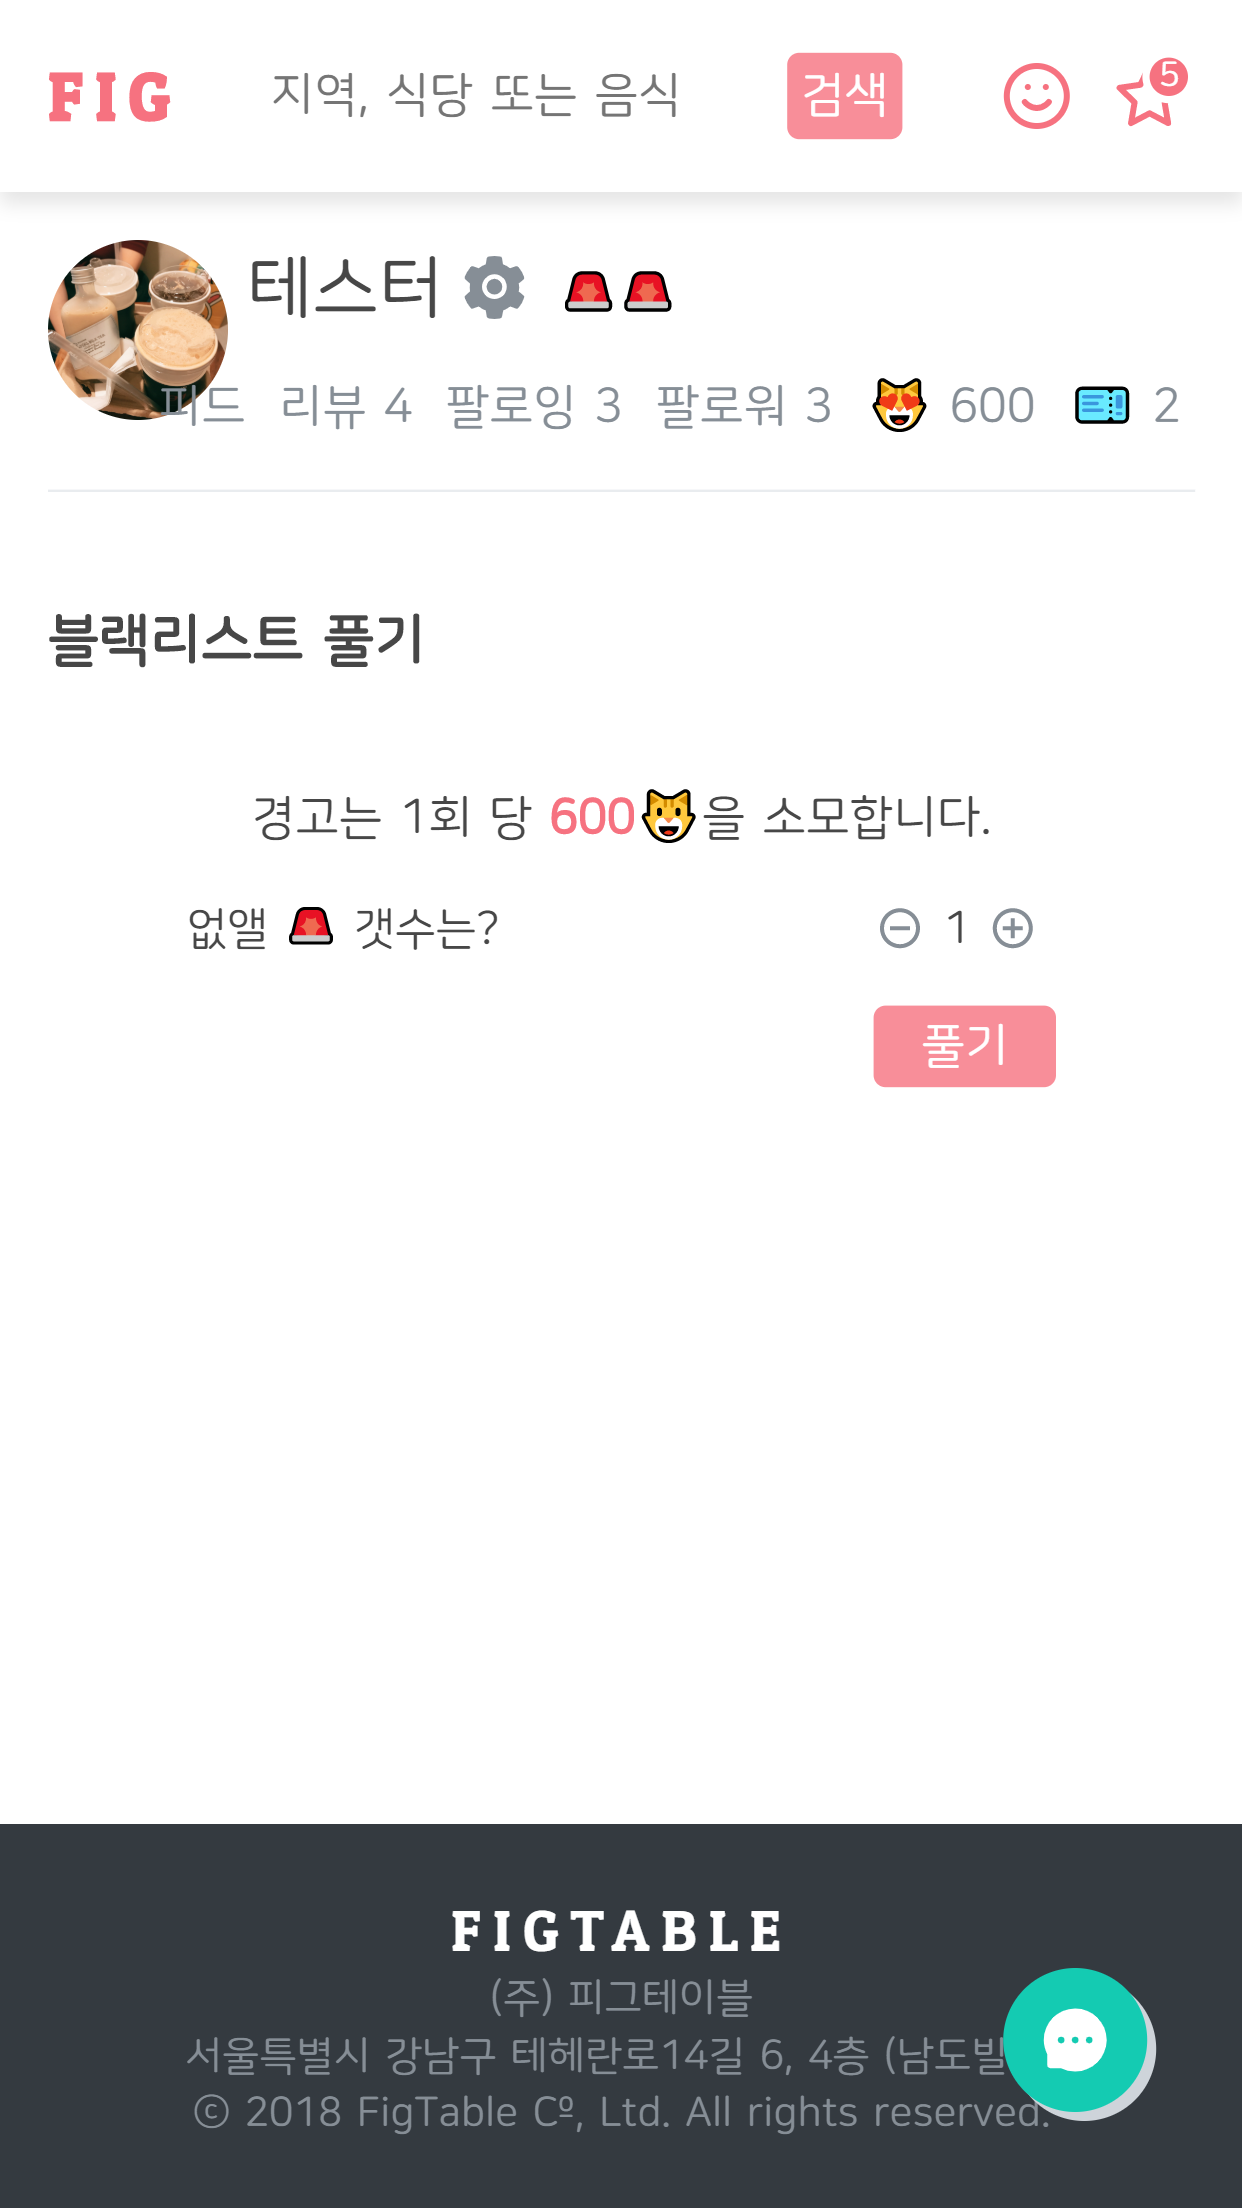 FIG 지역, 식당 또는 음식 검색 5
테스터
피드 리뷰 4 팔로잉 3 팔로워 3 600 2
블랙리스트 풀기
경고는 1회 당 600을 소모합니다.
없앨 갯수는? 1
풀기
FIGTABLE
(주) 피그테이블
서울특별시 강남구 테헤란로14길 6, 4층 (남도빌
ⓒ 2018 FigTable Cº, Ltd. All rights reserved.